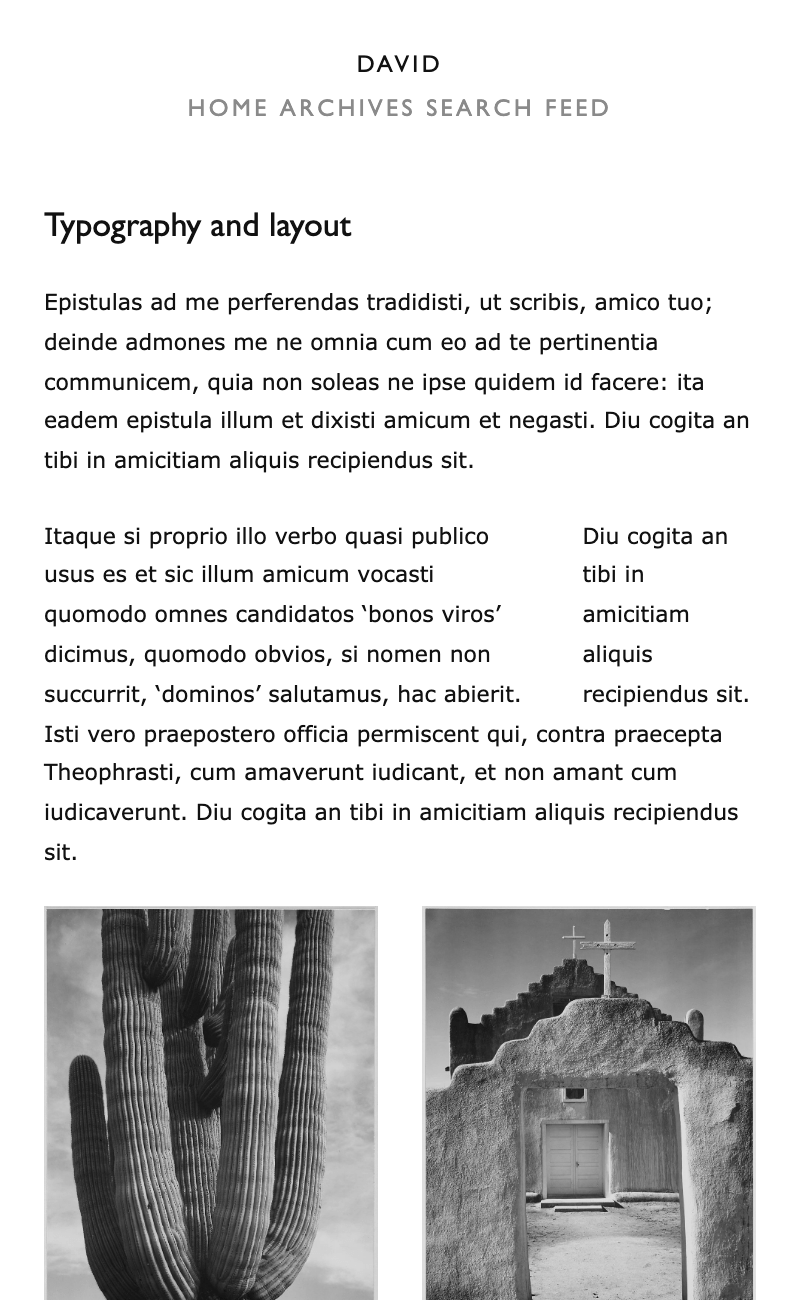 DAVID
HOME ARCHIVES SEARCH FEED
Typography and layout
Epistulas ad me perferendas tradidisti, ut scribis, amico tuo;
deinde admones me ne omnia cum eo ad te pertinentia
communicem, quia non soleas ne ipse quidem id facere: ita
eadem epistula illum et dixisti amicum et negasti. Diu cogita an
tibi in amicitiam aliquis recipiendus sit.
Itaque si proprio illo verbo quasi publico
usus es et sic illum amicum vocasti
quomodo omnes candidatos ‘bonos viros’
dicimus, quomodo obvios, si nomen non
succurrit, ‘dominos’ salutamus, hac abierit.
Diu cogita an
tibi in
amicitiam
aliquis
recipiendus sit.
Isti vero praepostero officia permiscent qui, contra praecepta
Theophrasti, cum amaverunt iudicant, et non amant cum
iudicaverunt. Diu cogita an tibi in amicitiam aliquis recipiendus
sit.